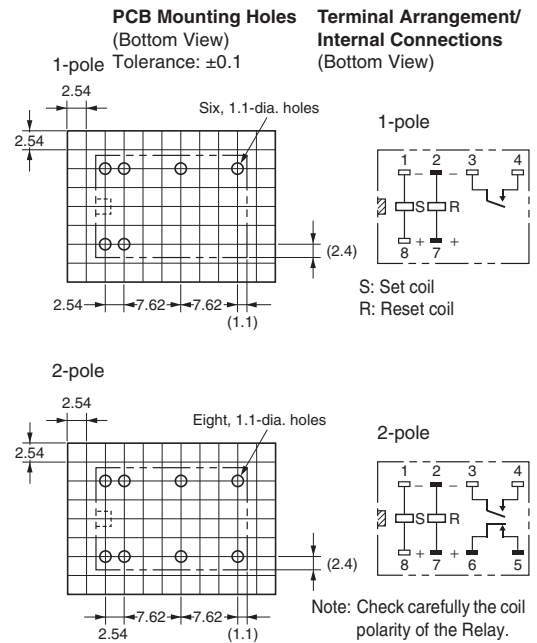 PCB Mounting Holes
(Bottom View)
Tolerance: ±0.1
Terminal Arrangement/
Internal Connections
(Bottom View)
1-pole
2.54
2.54
Six, 1.1-dia. holes
(2.4)
2.54
7.62
7.62
(1.1)
1-pole
1 2 3 4
– –
S R
+ +
8 7
S: Set coil
R: Reset coil
2-pole
2.54
2.54
Eight, 1.1-dia. holes
(2.4)
7.62
7.62
2.54
(1.1)
2-pole
1 2 3 4
– –
S R
+ +
8 7 6 5
Note: Check carefully the coil
polarity of the Relay.